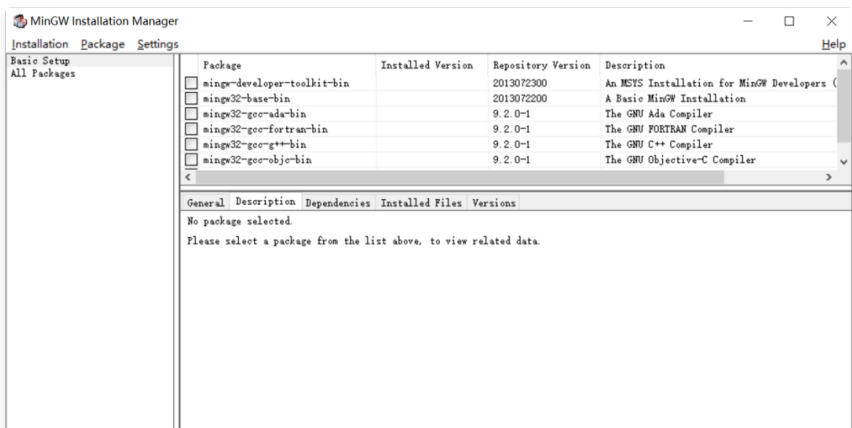 MinGW Installation Manager
Installation Package Settings Help
Basic Setup
All Packages
Package Installed Version Repository Version Description
mingw-developer-toolkit-bin 2013072300 An MSYS Installation for MinGW Developers (
mingw32-base-bin 2013072200 A Basic MinGW Installation
mingw32-gcc-ada-bin 9.2.0-1 The GNU Ada Compiler
mingw32-gcc-fortran-bin 9.2.0-1 The GNU FORTRAN Compiler
mingw32-gcc-g++-bin 9.2.0-1 The GNU C++ Compiler
mingw32-gcc-objc-bin 9.2.0-1 The GNU Objective-C Compiler
General Description Dependencies Installed Files Versions
No package selected.
Please select a package from the list above, to view related data.